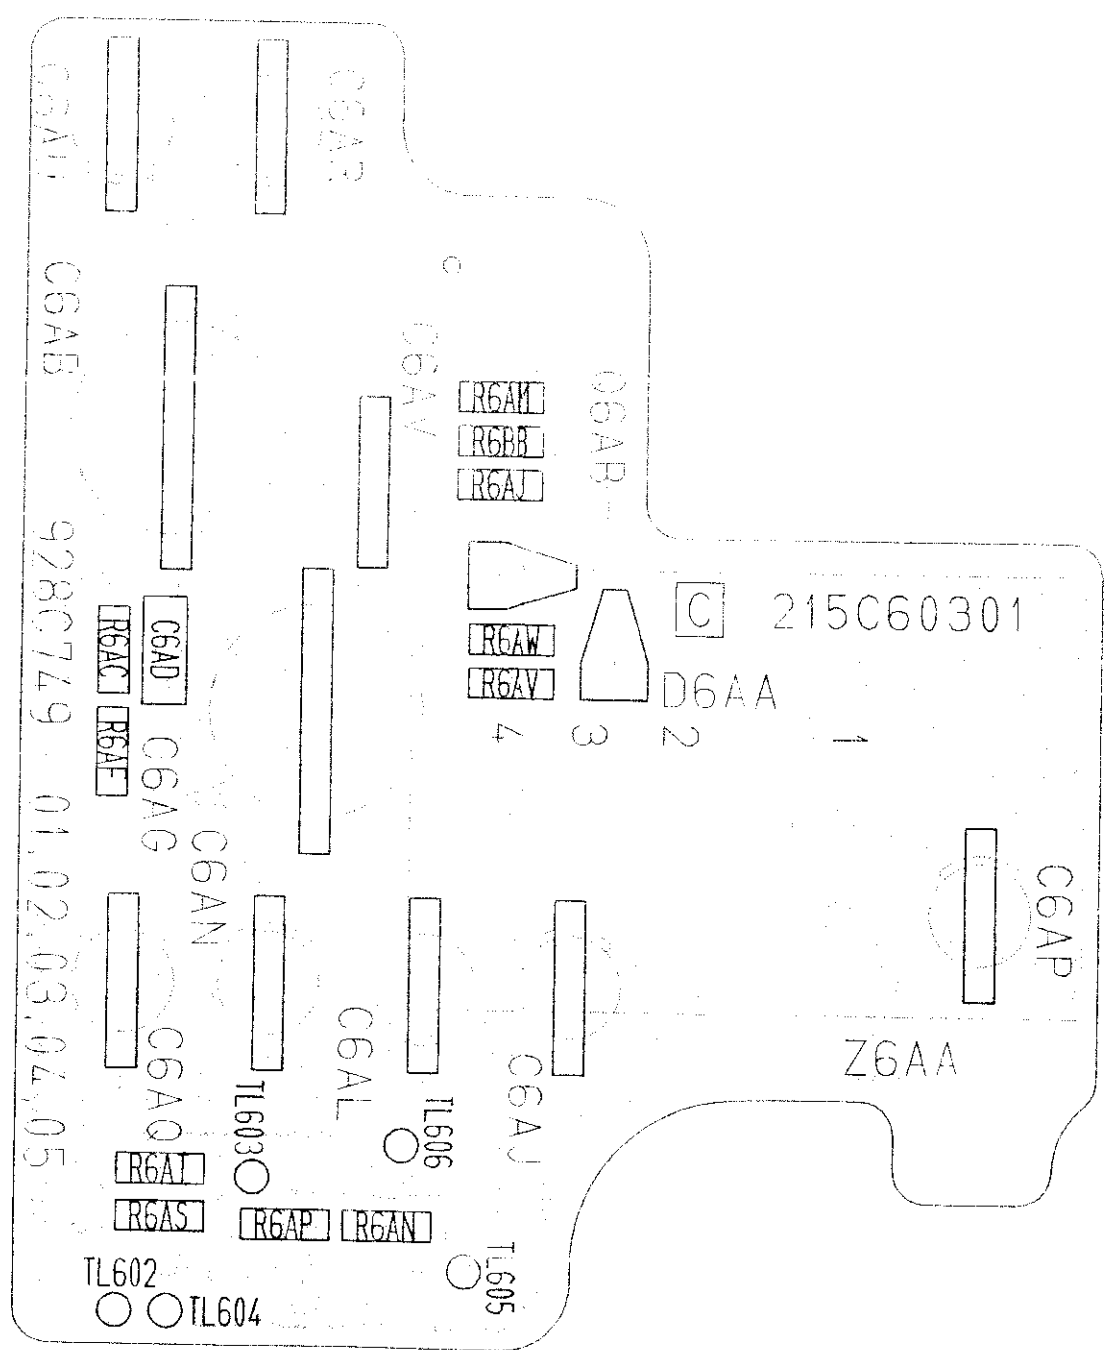 C6AR
C6AB
C
C6AV
R6AM
R6BB
R6AJ
C
215C60301
R6AW
R6AV
D6AA
4 3 2 1
928C749 01,02,03,04,05
R6AC
C6AD
R6AF
C6AG
C6AN
C6AP
Z6AA
C6AQ
C6AL
C6AJ
TL603
TL606
R6AT
R6AS
R6AP
R6AN
TL605
TL602
TL604